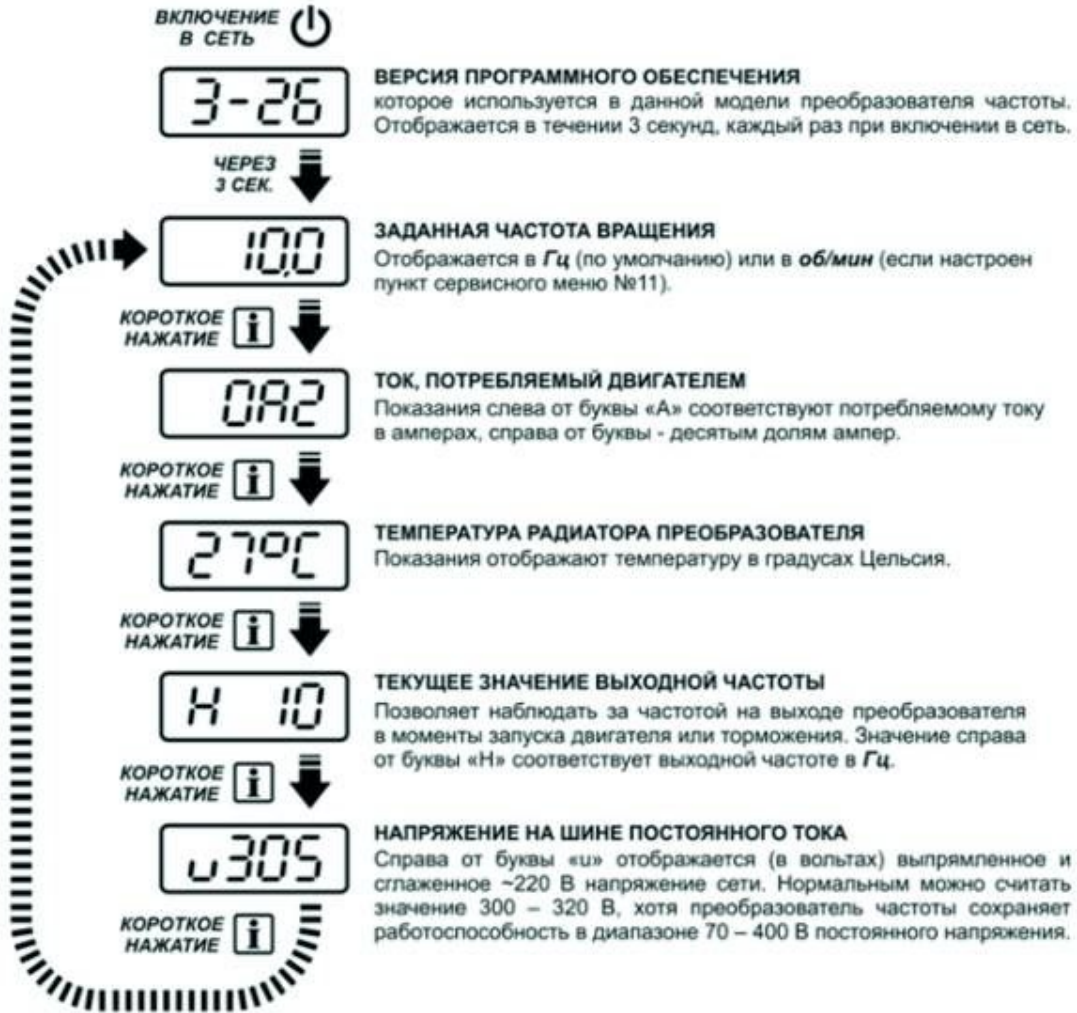 ВКЛЮЧЕНИЕ
В СЕТЬ
3-26
ВЕРСИЯ ПРОГРАММНОГО ОБЕСПЕЧЕНИЯ
которое используется в данной модели преобразователя частоты.
Отображается в течении 3 секунд, каждый раз при включении в сеть.
ЧЕРЕЗ
3 СЕК.
10,0
ЗАДАННАЯ ЧАСТОТА ВРАЩЕНИЯ
Отображается в Гц (по умолчанию) или в об/мин (если настроен
пункт сервисного меню №11).
КОРОТКОЕ
НАЖАТИЕ i
0A2
ТОК, ПОТРЕБЛЯЕМЫЙ ДВИГАТЕЛЕМ
Показания слева от буквы «А» соответствуют потребляемому току
в амперах, справа от буквы - десятым долям ампер.
КОРОТКОЕ
НАЖАТИЕ i
27ºC
ТЕМПЕРАТУРА РАДИАТОРА ПРЕОБРАЗОВАТЕЛЯ
Показания отображают температуру в градусах Цельсия.
КОРОТКОЕ
НАЖАТИЕ i
H 10
ТЕКУЩЕЕ ЗНАЧЕНИЕ ВЫХОДНОЙ ЧАСТОТЫ
Позволяет наблюдать за частотой на выходе преобразователя
в моменты запуска двигателя или торможения. Значение справа
от буквы «Н» соответствует выходной частоте в Гц.
КОРОТКОЕ
НАЖАТИЕ i
u305
НАПРЯЖЕНИЕ НА ШИНЕ ПОСТОЯННОГО ТОКА
Справа от буквы «u» отображается (в вольтах) выпрямленное и
сглаженное ~220 В напряжение сети. Нормальным можно считать
значение 300 – 320 В, хотя преобразователь частоты сохраняет
работоспособность в диапазоне 70 – 400 В постоянного напряжения.
КОРОТКОЕ
НАЖАТИЕ i